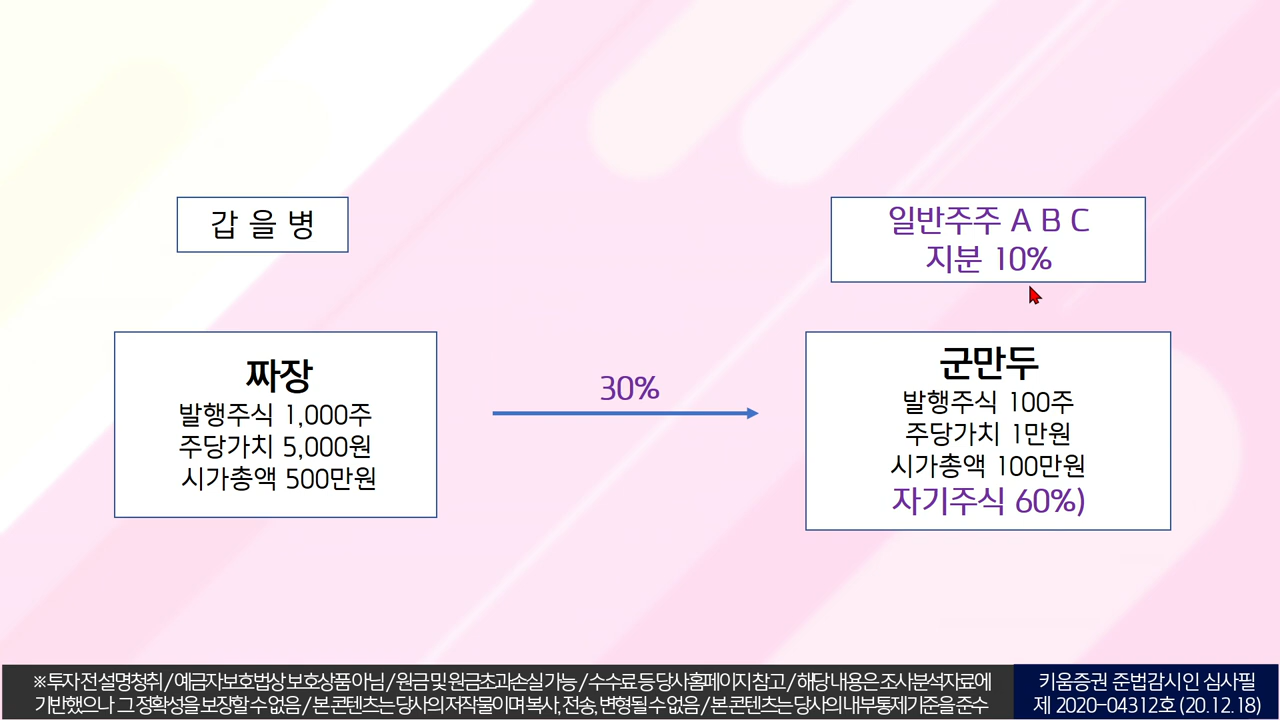 갑 을 병
일반주주 A B C
지분 10%
짜장
발행주식 1,000주
주당가치 5,000원
시가총액 500만원
30%
군만두
발행주식 100주
주당가치 1만원
시가총액 100만원
자기주식 60%)
※투자 전 설명청취 / 예금자보호법상 보호상품 아님 / 원금 및 원금초과손실 가능 / 수수료 등 당사홈페이지 참고 / 해당 내용은 조사분석자료에
기반했으나 그 정확성을 보장할 수 없음 / 본 콘텐츠는 당사의 저작물이며 복사, 전송, 변형될 수 없음 / 본 콘텐츠는 당사의 내부통제기준을 준수
키움증권 준법감시인 심사필
제 2020-04312호 (20.12.18)